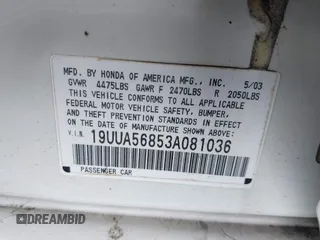 MFD. BY HONDA OF AMERICA MFG., INC. 5/03
GVWR 4475LBS GAWR F 2470LBS R 2050LBS
THIS VEHICLE CONFORMS TO ALL APPLICABLE
FEDERAL MOTOR VEHICLE SAFETY, BUMPER,
AND THEFT PREVENTION STANDARDS IN EFFECT
ON THE DATE OF MANUFACTURE SHOWN ABOVE.
V.I.N. 19UUA56853A081036
PASSENGER CAR
DREAMBID